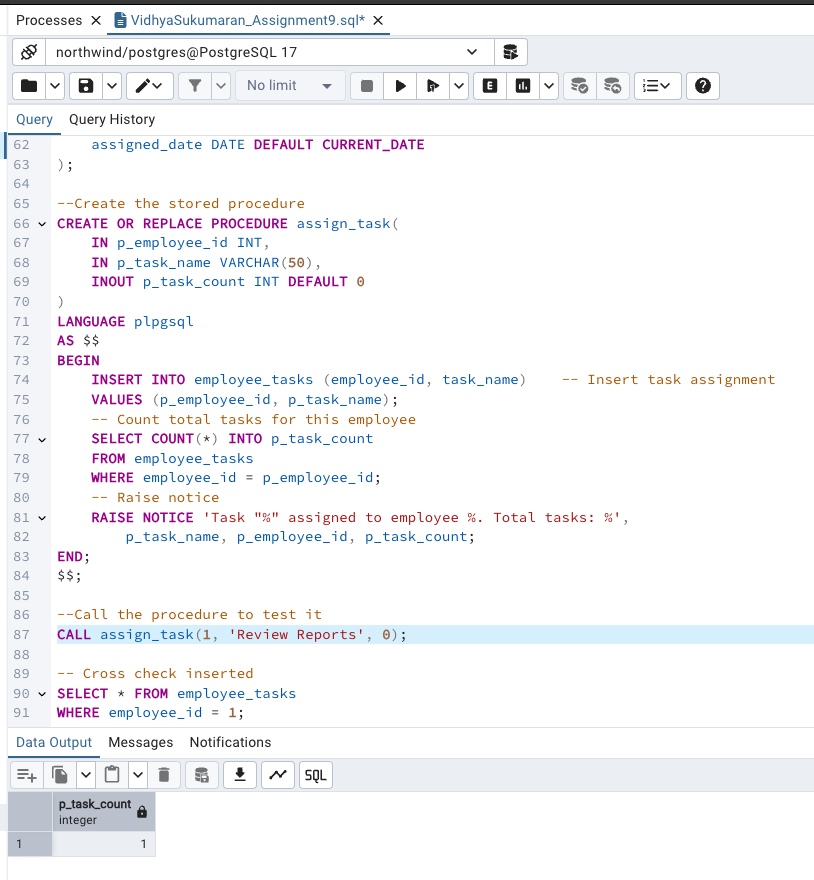 Processes × VidhyaSukumaran_Assignment9.sql* ×
northwind/postgres@PostgreSQL 17
No limit E ?
Query Query History
62 assigned_date DATE DEFAULT CURRENT_DATE
63 );
64
65 --Create the stored procedure
66 CREATE OR REPLACE PROCEDURE assign_task(
67 IN p_employee_id INT,
68 IN p_task_name VARCHAR(50),
69 INOUT p_task_count INT DEFAULT 0
70 )
71 LANGUAGE plpgsql
72 AS $$
73 BEGIN
74 INSERT INTO employee_tasks (employee_id, task_name) -- Insert task assignment
75 VALUES (p_employee_id, p_task_name);
76 -- Count total tasks for this employee
77 SELECT COUNT(*) INTO p_task_count
78 FROM employee_tasks
79 WHERE employee_id = p_employee_id;
80 -- Raise notice
81 RAISE NOTICE 'Task "%" assigned to employee %. Total tasks: %',
82 p_task_name, p_employee_id, p_task_count;
83 END;
84 $$;
85
86 --Call the procedure to test it
87 CALL assign_task(1, 'Review Reports', 0);
88
89 -- Cross check inserted
90 SELECT * FROM employee_tasks
91 WHERE employee_id = 1;
Data Output Messages Notifications
SQL
p_task_count
integer
1 1